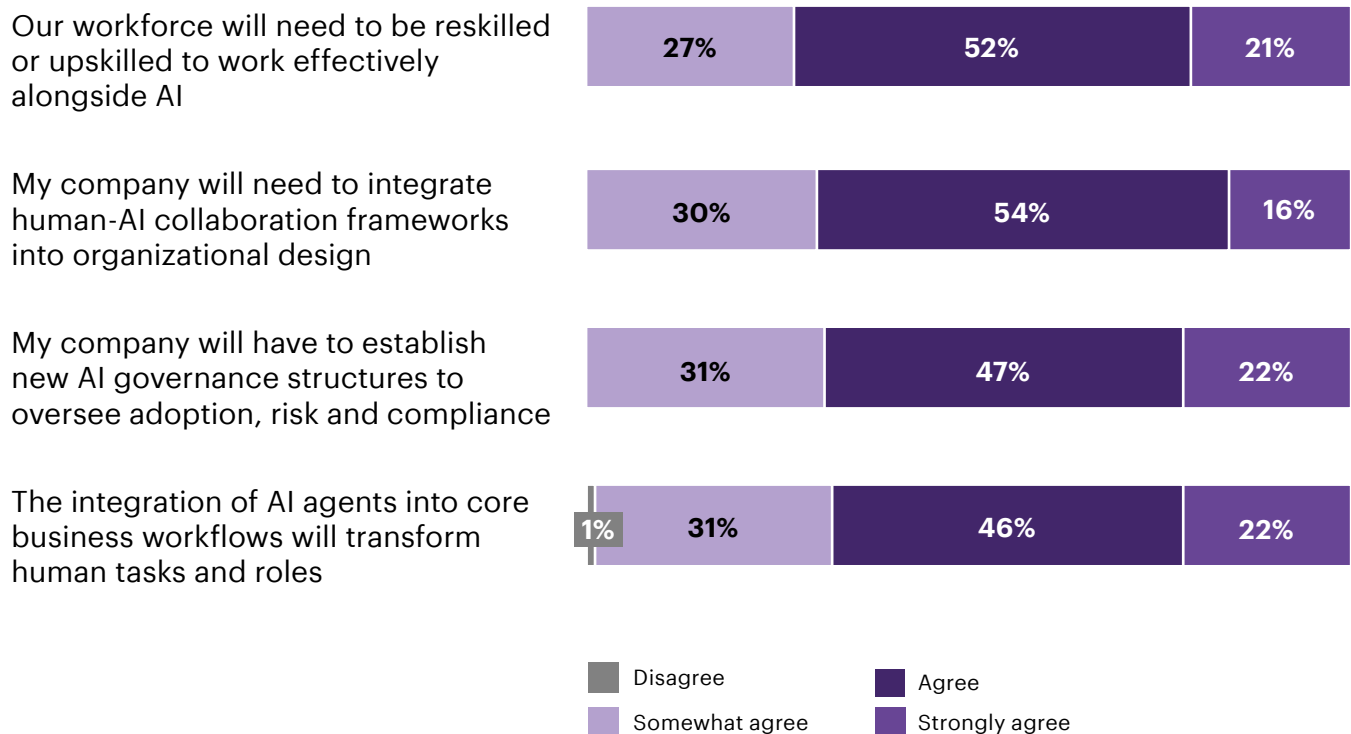 Our workforce will need to be reskilled
or upskilled to work effectively
alongside AI
27%
52%
21%
My company will need to integrate
human-AI collaboration frameworks
into organizational design
30%
54%
16%
My company will have to establish
new AI governance structures to
oversee adoption, risk and compliance
31%
47%
22%
The integration of AI agents into core
business workflows will transform
human tasks and roles
1%
31%
46%
22%
Disagree
Somewhat agree
Agree
Strongly agree